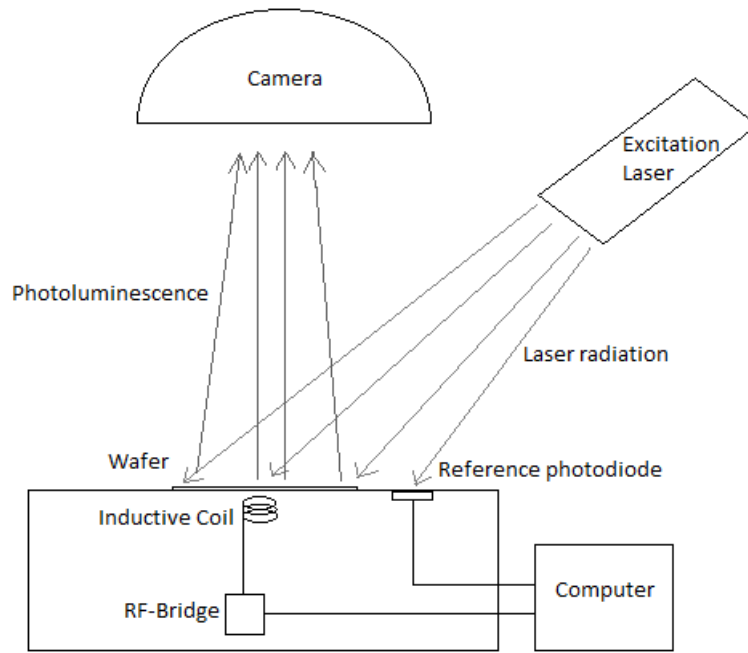 Camera
Excitation
Laser
Photoluminescence
Laser radiation
Wafer
Reference photodiode
Inductive Coil
Computer
RF-Bridge